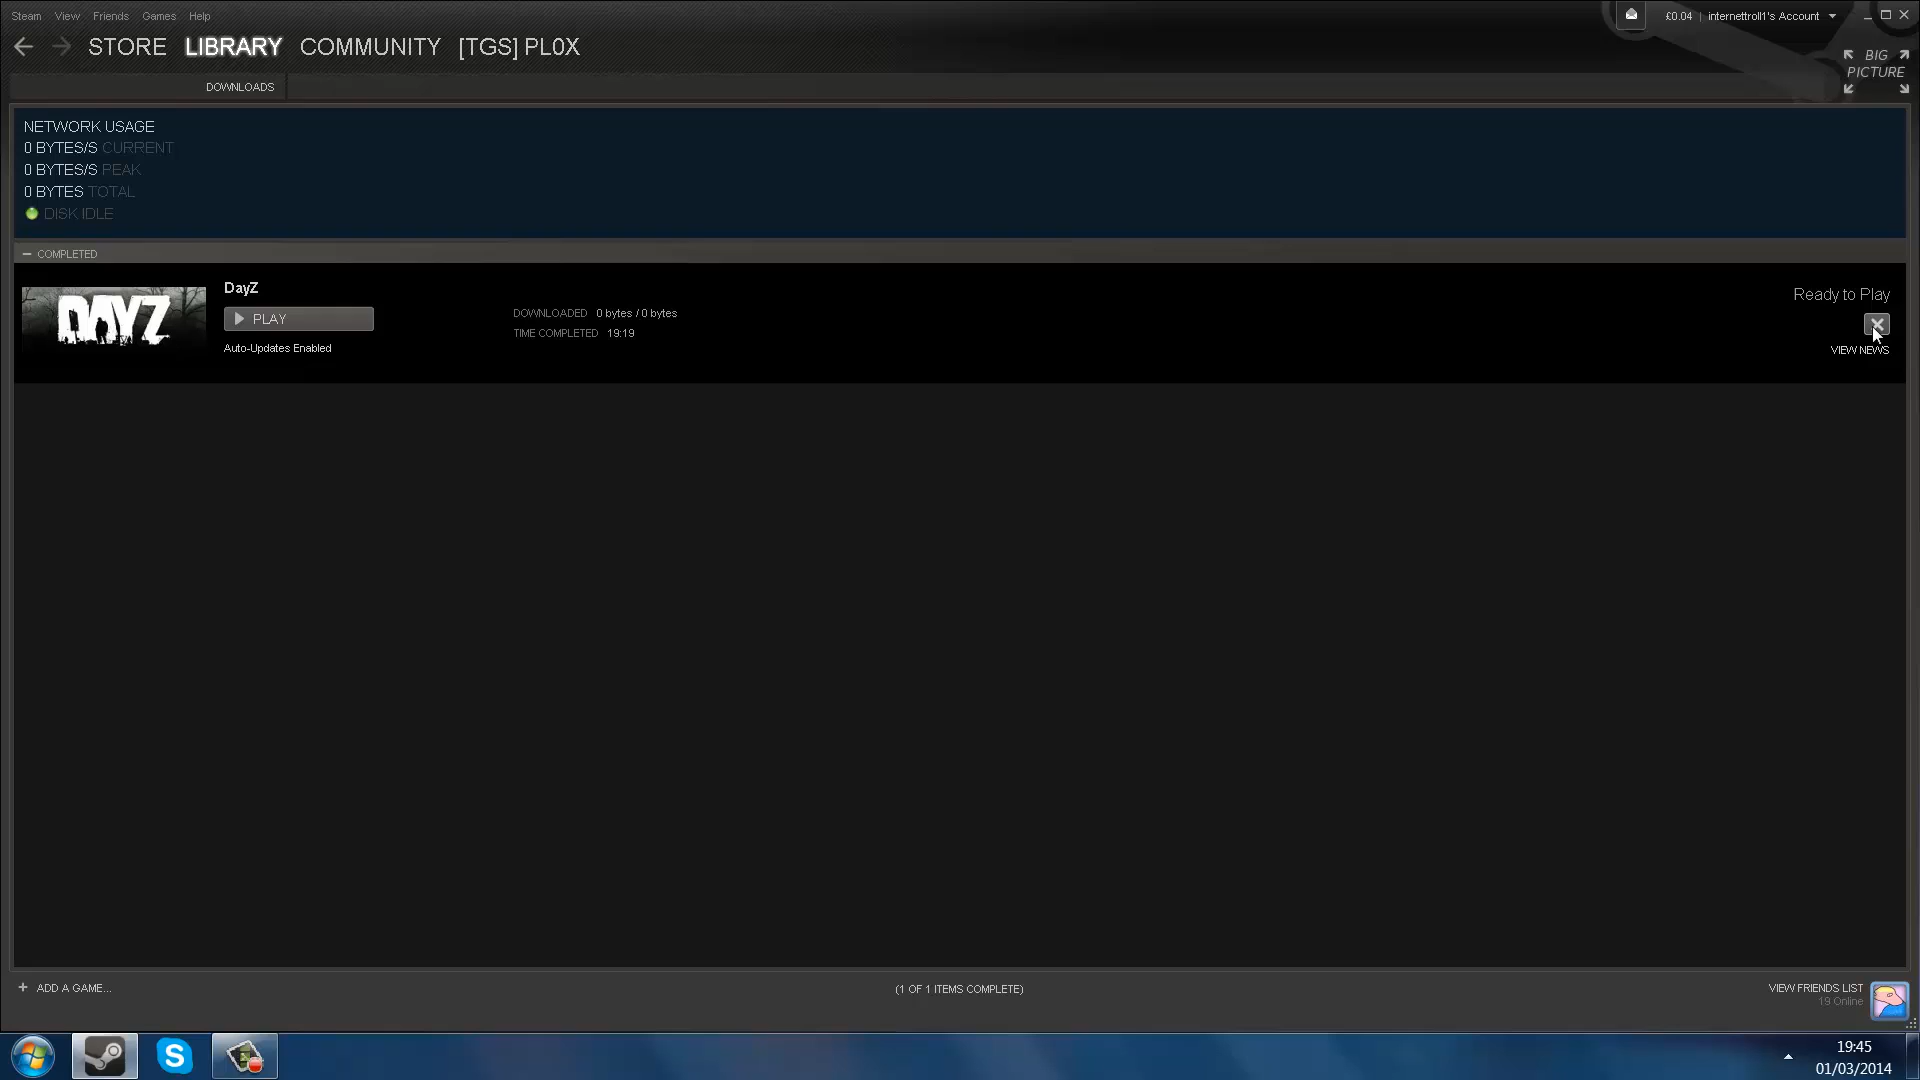 Steam View Friends Games Help
£0.04 | internettroll1's Account
STORE LIBRARY COMMUNITY [TGS] PL0X
BIG PICTURE
DOWNLOADS
NETWORK USAGE
0 BYTES/S CURRENT
0 BYTES/S PEAK
0 BYTES TOTAL
DISK IDLE
COMPLETED
DAYZ
DayZ
PLAY
Auto-Updates Enabled
DOWNLOADED 0 bytes / 0 bytes
TIME COMPLETED 19:19
Ready to Play
VIEW NEWS
+ ADD A GAME...
(1 OF 1 ITEMS COMPLETE)
VIEW FRIENDS LIST
19 Online
19:45
01/03/2014